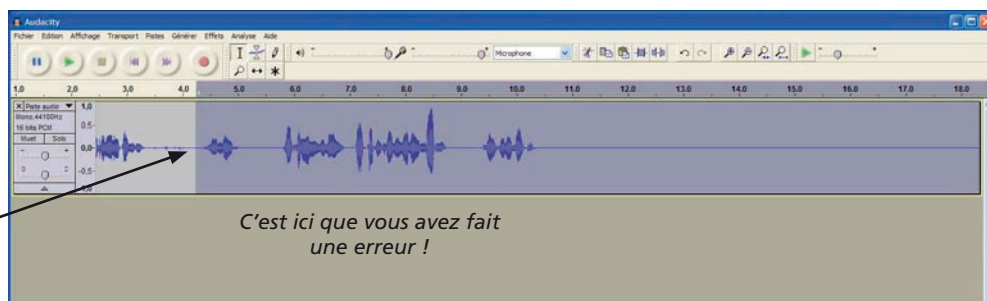 Audacity
Fichier Edition Affichage Transport Pistes Générer Effets Analyse Aide
Microphone
1,0 2,0 3,0 4,0 5,0 6,0 7,0 8,0 9,0 10,0 11,0 12,0 13,0 14,0 15,0 16,0 17,0 18,0
Piste audio
Mono,44100Hz
16 bits PCM
Muet Solo
1,0
0,5-
0,0-
-0,5-
C'est ici que vous avez fait
une erreur !